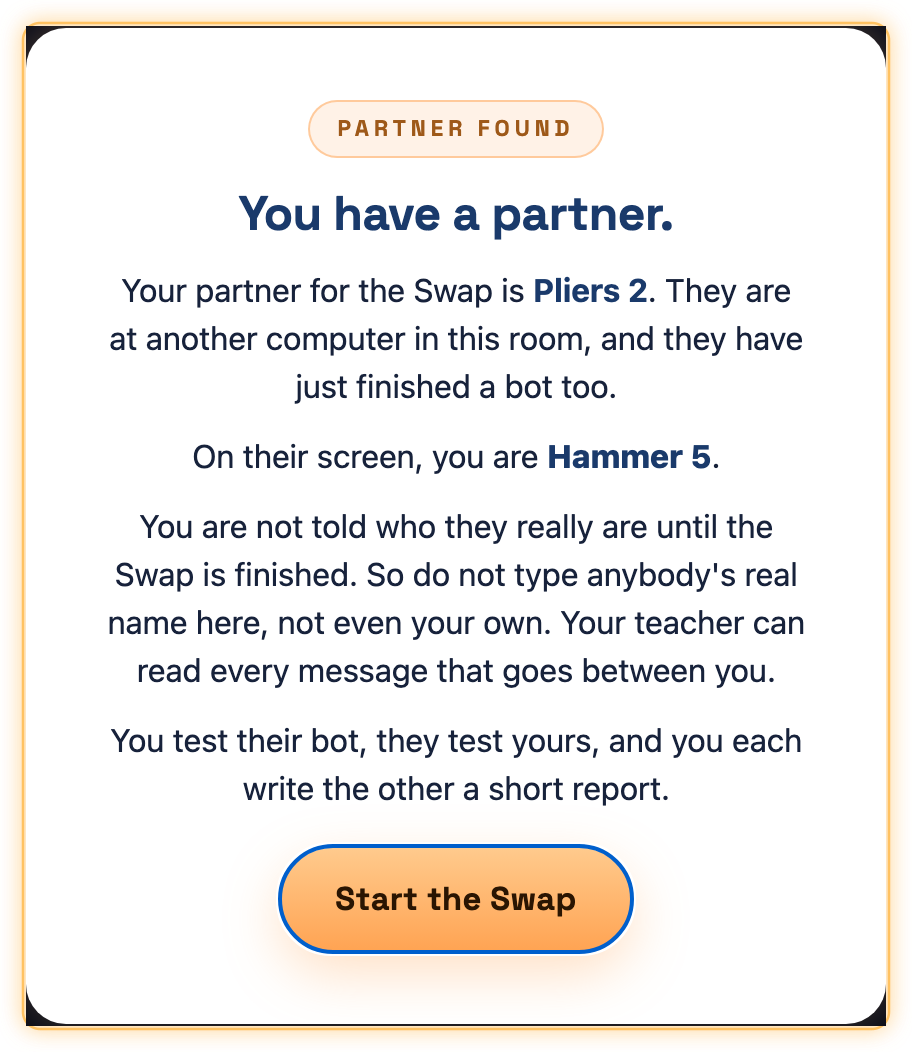 PARTNER FOUND
You have a partner.
Your partner for the Swap is Pliers 2. They are
at another computer in this room, and they have
just finished a bot too.
On their screen, you are Hammer 5.
You are not told who they really are until the
Swap is finished. So do not type anybody's real
name here, not even your own. Your teacher can
read every message that goes between you.
You test their bot, they test yours, and you each
write the other a short report.
Start the Swap